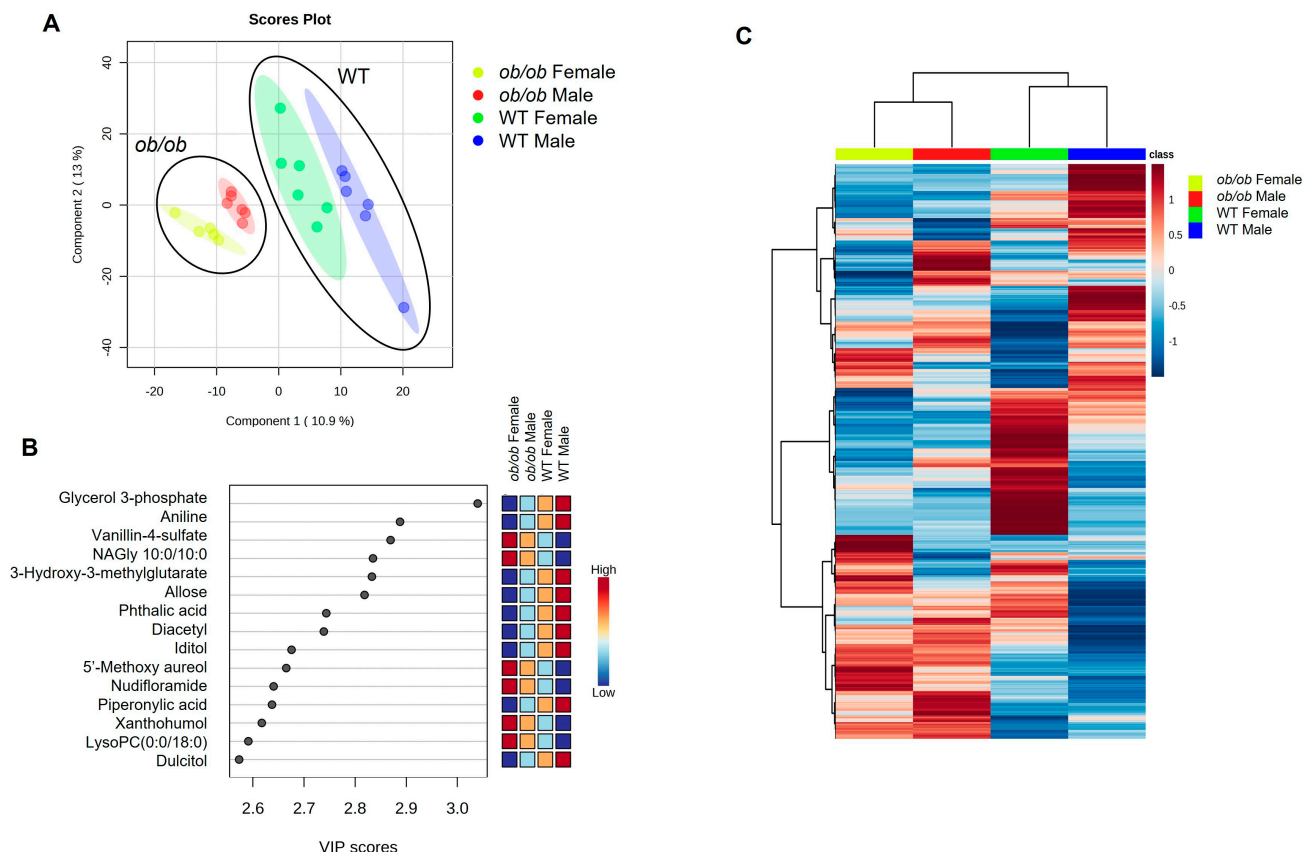 A
Scores Plot
WT
ob/ob
40
20
0
-20
-40
-20
-10
0
10
20
Component 2 ( 13 %)
Component 1 ( 10.9 %)
ob/ob Female
ob/ob Male
WT Female
WT Male
B
Glycerol 3-phosphate
Aniline
Vanillin-4-sulfate
NAGly 10:0/10:0
3-Hydroxy-3-methylglutarate
Allose
Phthalic acid
Diacetyl
Iditol
5'-Methoxy aureol
Nudifloramide
Piperonylic acid
Xanthohumol
LysoPC(0:0/18:0)
Dulcitol
2.6
2.7
2.8
2.9
3.0
VIP scores
ob/ob Female
ob/ob Male
WT Female
WT Male
High
Low
C
class
1
0.5
0
-0.5
-1
ob/ob Female
ob/ob Male
WT Female
WT Male